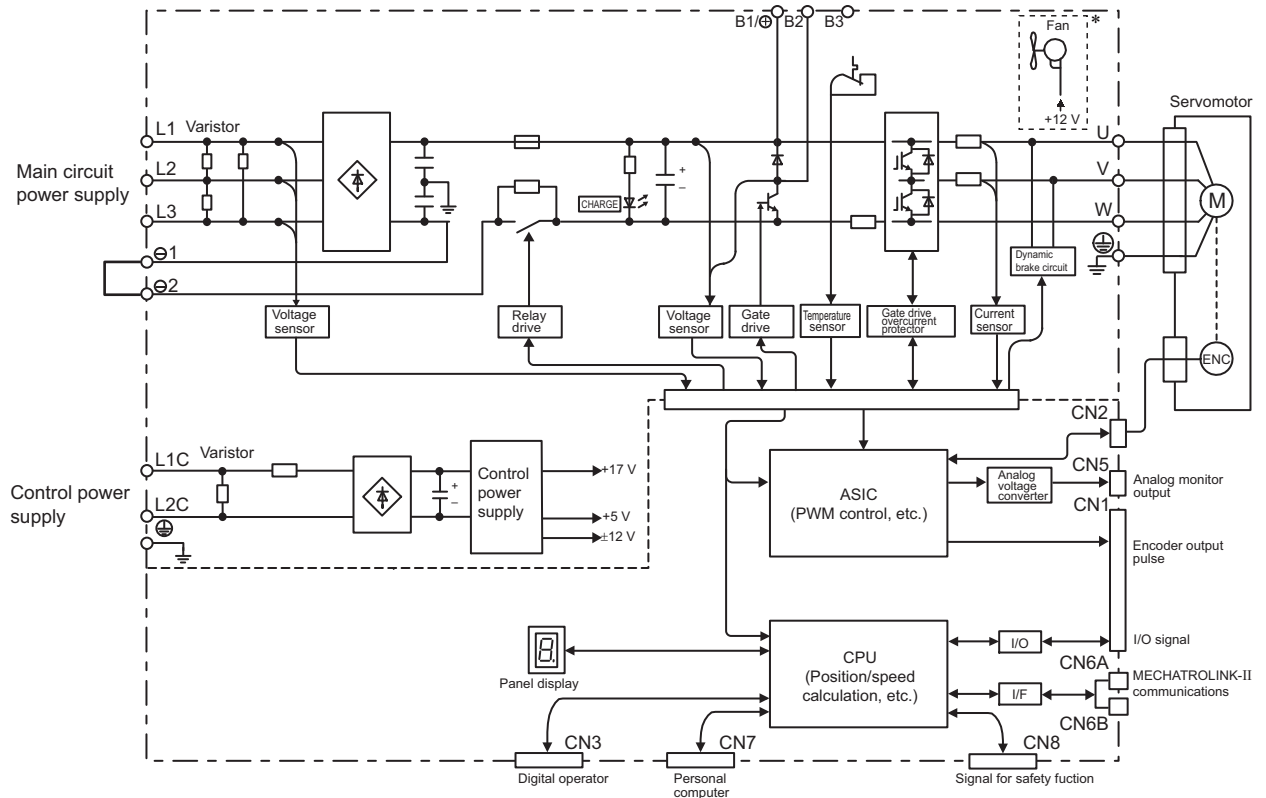 B1/⊕ B2 B3
Fan *
+12 V
Servomotor
L1 Varistor
U
Main circuit
power supply
L2
V
CHARGE
+
–
L3
W
M
⊖1
⊖2
Dynamic
brake circuit
Voltage
sensor
Relay
drive
Voltage
sensor
Gate
drive
Temperature
sensor
Gate drive
overcurrent
protector
Current
sensor
ENC
CN2
L1C Varistor
Control power
supply
L2C
+
–
Control
power
supply
+17 V
+5 V
±12 V
ASIC
(PWM control, etc.)
Analog
voltage
converter
CN5
Analog monitor
output
CN1
Encoder output
pulse
Panel display
8.
CPU
(Position/speed
calculation, etc.)
I/O
I/O signal
CN6A
I/F
MECHATROLINK-II
communications
CN6B
CN3
CN7
CN8
Digital operator
Personal
computer
Signal for safety fuction